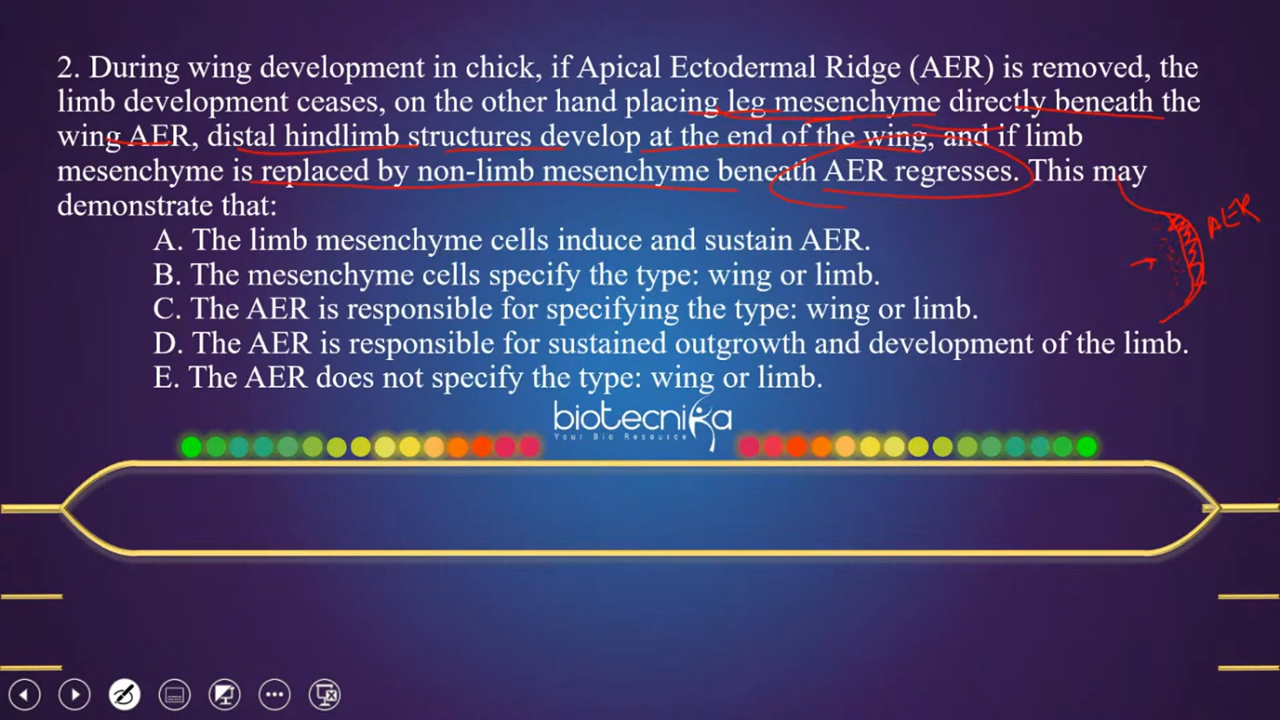 2. During wing development in chick, if Apical Ectodermal Ridge (AER) is removed, the
limb development ceases, on the other hand placing leg mesenchyme directly beneath the
wing AER, distal hindlimb structures develop at the end of the wing, and if limb
mesenchyme is replaced by non-limb mesenchyme beneath AER regresses. This may
demonstrate that:
A. The limb mesenchyme cells induce and sustain AER.
B. The mesenchyme cells specify the type: wing or limb.
C. The AER is responsible for specifying the type: wing or limb.
D. The AER is responsible for sustained outgrowth and development of the limb.
E. The AER does not specify the type: wing or limb.
AER
biotecnika
Your Bio Resource